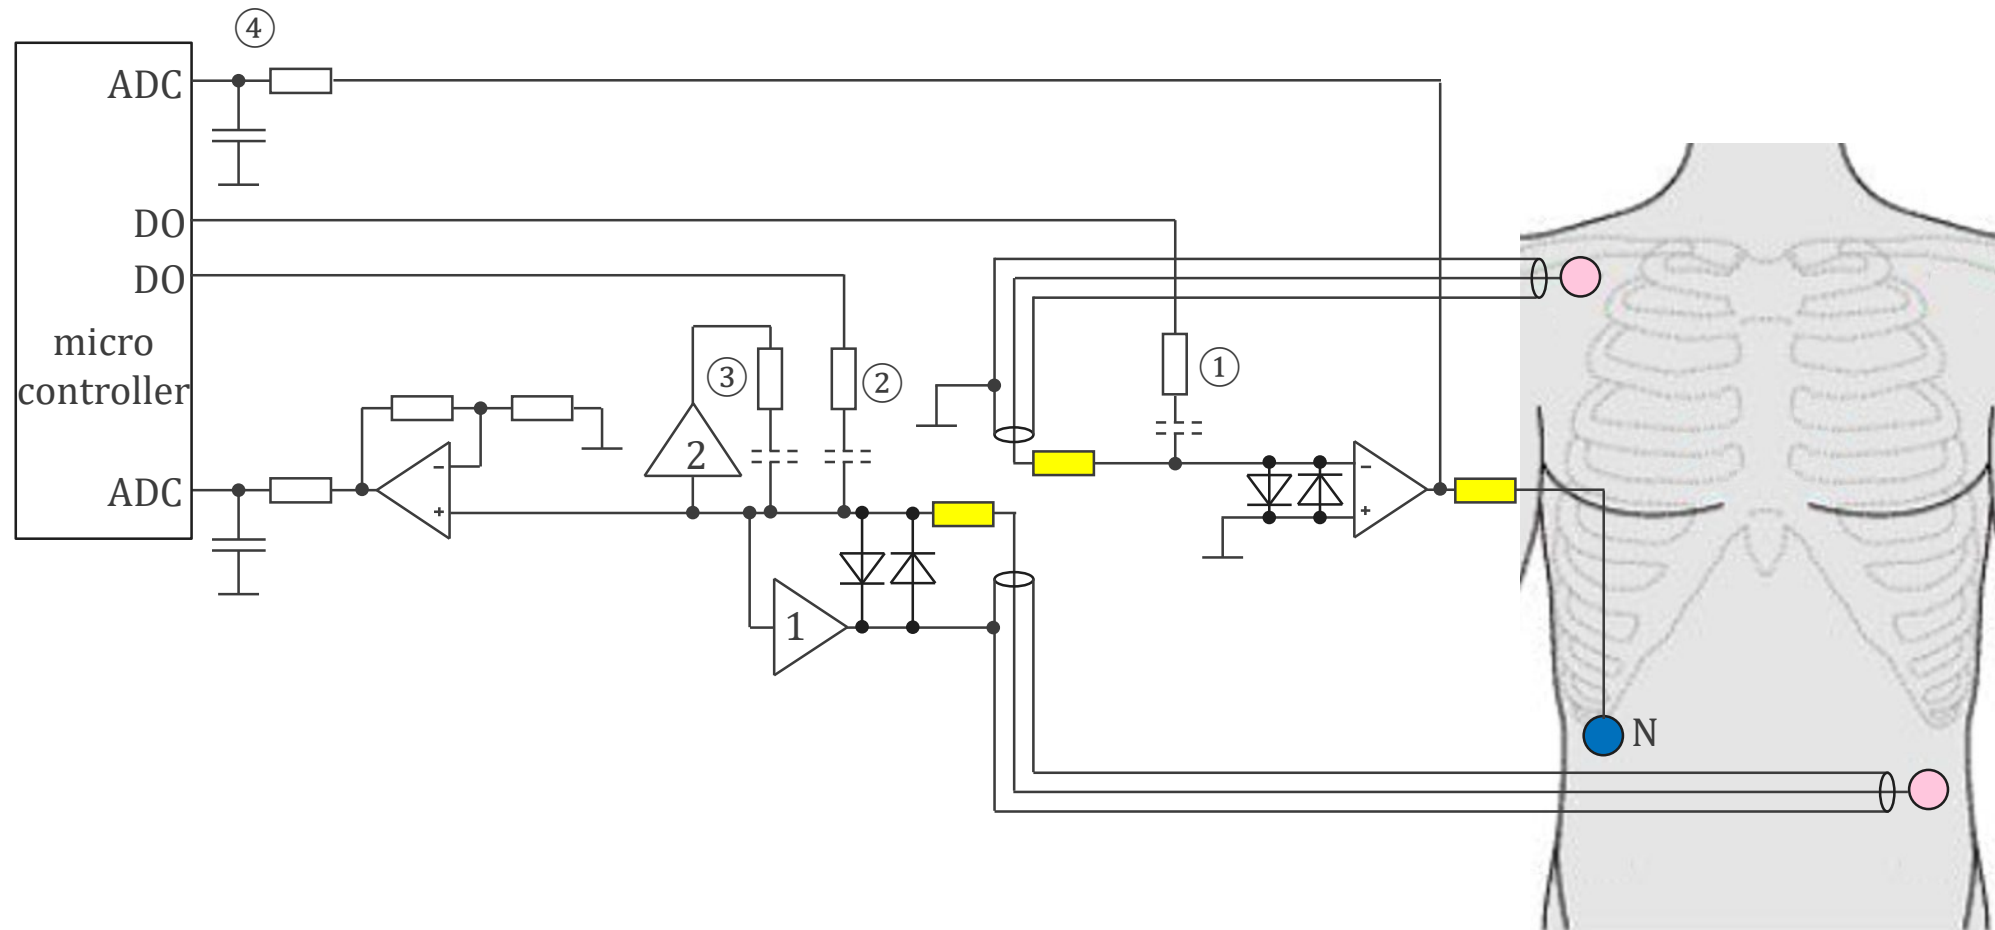 ④
ADC
DO
DO
micro
controller
③
②
①
2
−
+
ADC
−
+
1
N